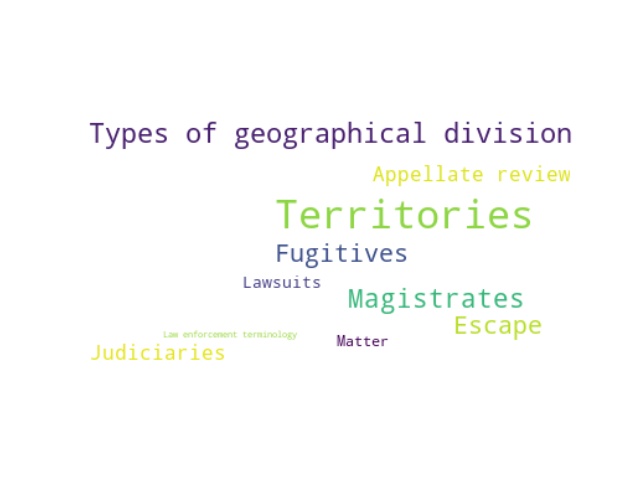 Types of geographical division
Appellate review
Territories
Fugitives
Lawsuits
Magistrates
Escape
Law enforcement terminology
Matter
Judiciaries